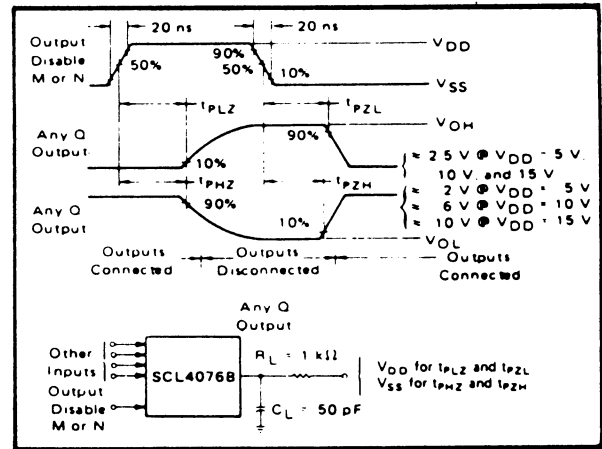 20 ns
20 ns
Output
Disable
M or N
50%
90%
50%
10%
VDD
VSS
tPLZ
tPZL
VOH
Any Q
Output
10%
90%
≈ 2.5 V @ VDD = 5 V.
10 V. and 15 V
tPHZ
tPZH
Any Q
Output
90%
10%
≈ 2 V @ VDD = 5 V
≈ 6 V @ VDD = 10 V
≈ 10 V @ VDD = 15 V
VOL
Outputs
Connected
Outputs
Disconnected
Outputs
Connected
Any Q
Output
Other
Inputs
Output
Disable
M or N
SCL4076B
RL = 1 kΩ
CL = 50 pF
VDD for tPLZ and tPZL
VSS for tPHZ and tPZH